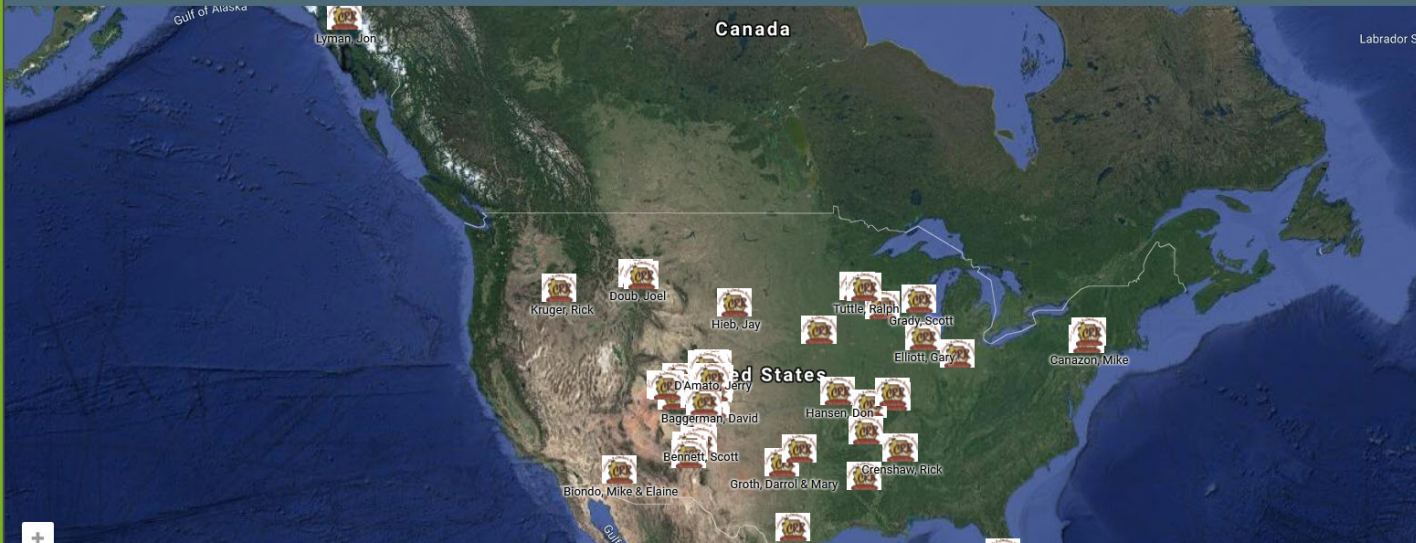 Gulf of Alaska
Canada
Lyman, Jon
Labrador S
Doub, Joel
Kruger, Rick
Tuttle, Ralph
Grady, Scott
Hieb, Jay
Elliott, Gary
Canazon, Mike
ed States
D'Amato, Jerry
Hansen, Don
Baggerman, David
Bennett, Scott
Crenshaw, Rick
Groth, Darrol & Mary
Biondo, Mike & Elaine
Gulf
+